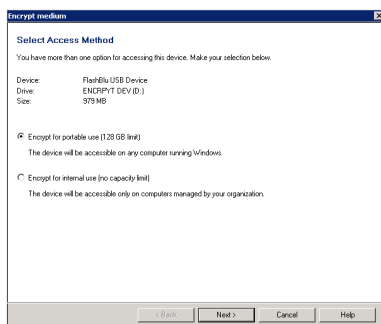 Encrypt medium
Select Access Method
You have more than one option for accessing this device. Make your selection below.
Device: FlashBlu USB Device
Drive: ENCRPYT DEV (D:)
Size: 979 MB
Encrypt for portable use (128 GB limit)
The device will be accessible on any computer running Windows.
Encrypt for internal use (no capacity limit)
The device will be accessible only on computers managed by your organization.
< Back Next > Cancel Help